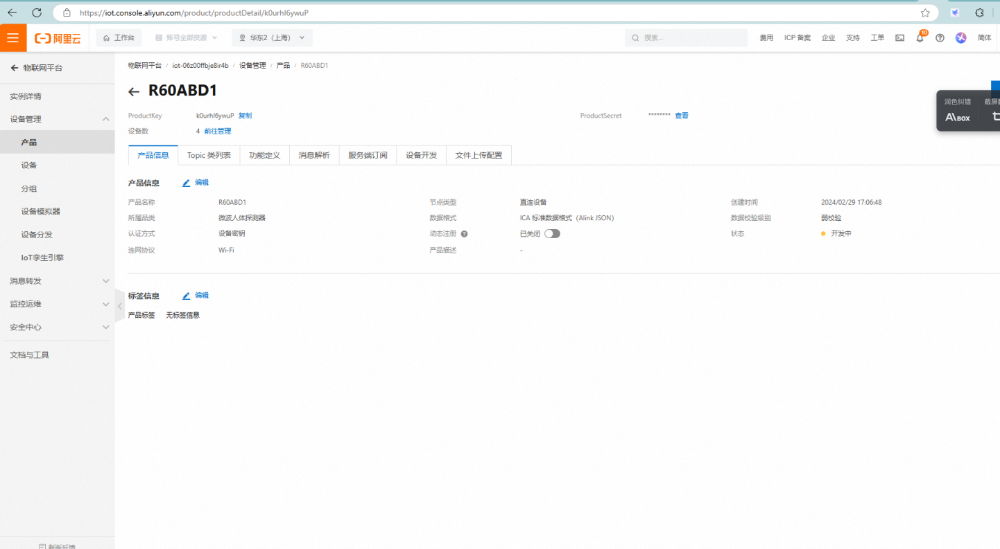 https://iot.console.aliyun.com/product/productDetail/k0urhI6ywuP
阿里云 工作台 账号全部资源 华东2（上海） 搜索... 费用 ICP 备案 企业 支持 工单 10 简体
物联网平台
实例详情
设备管理
产品
设备
分组
设备模拟器
设备分发
IoT孪生引擎
消息转发
监控运维
安全中心
文档与工具
新版反馈
物联网平台 / iot-06z00ffbje8ir4b / 设备管理 / 产品 / R60ABD1
R60ABD1
润色纠错
AIBOX
ProductKey k0urhI6ywuP 复制 ProductSecret ******** 查看
设备数 4 前往管理
产品信息 Topic 类列表 功能定义 消息解析 服务端订阅 设备开发 文件上传配置
产品信息 编辑
产品名称 R60ABD1 节点类型 直连设备 创建时间 2024/02/29 17:06:48
所属品类 微波人体探测器 数据格式 ICA 标准数据格式（Alink JSON） 数据校验级别 弱校验
认证方式 设备密钥 动态注册 已关闭 状态 开发中
连网协议 Wi-Fi 产品描述 -
标签信息 编辑
产品标签 无标签信息